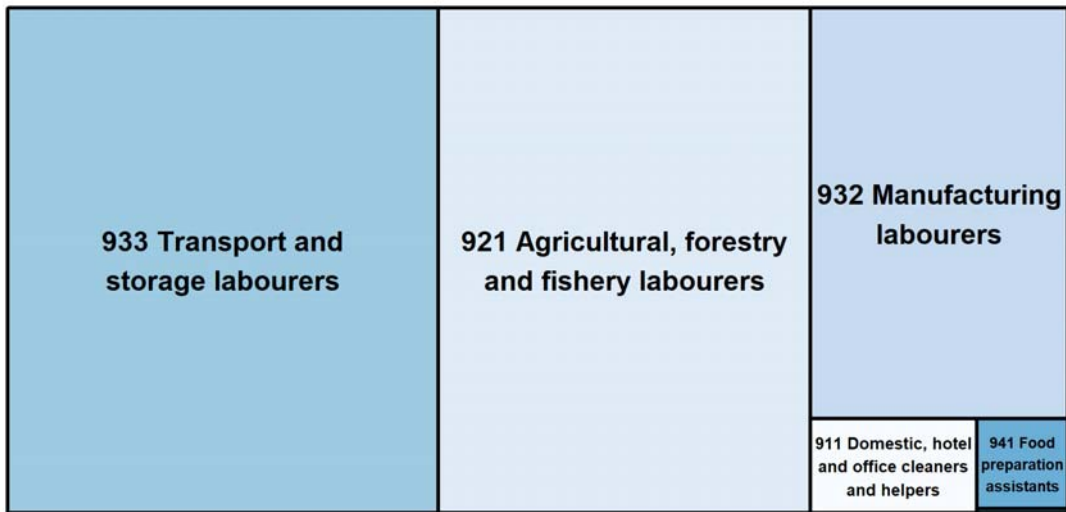 933 Transport and
storage labourers
921 Agricultural, forestry
and fishery labourers
932 Manufacturing
labourers
911 Domestic, hotel
and office cleaners
and helpers
941 Food
preparation
assistants